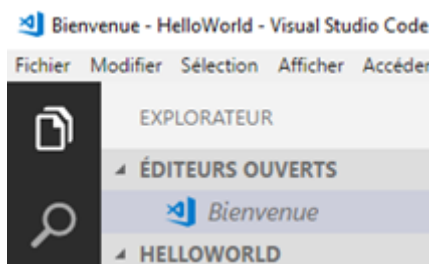 Bienvenue - HelloWorld - Visual Studio Code
Fichier Modifier Sélection Afficher Accéder
EXPLORATEUR
ÉDITEURS OUVERTS
Bienvenue
HELLOWORLD